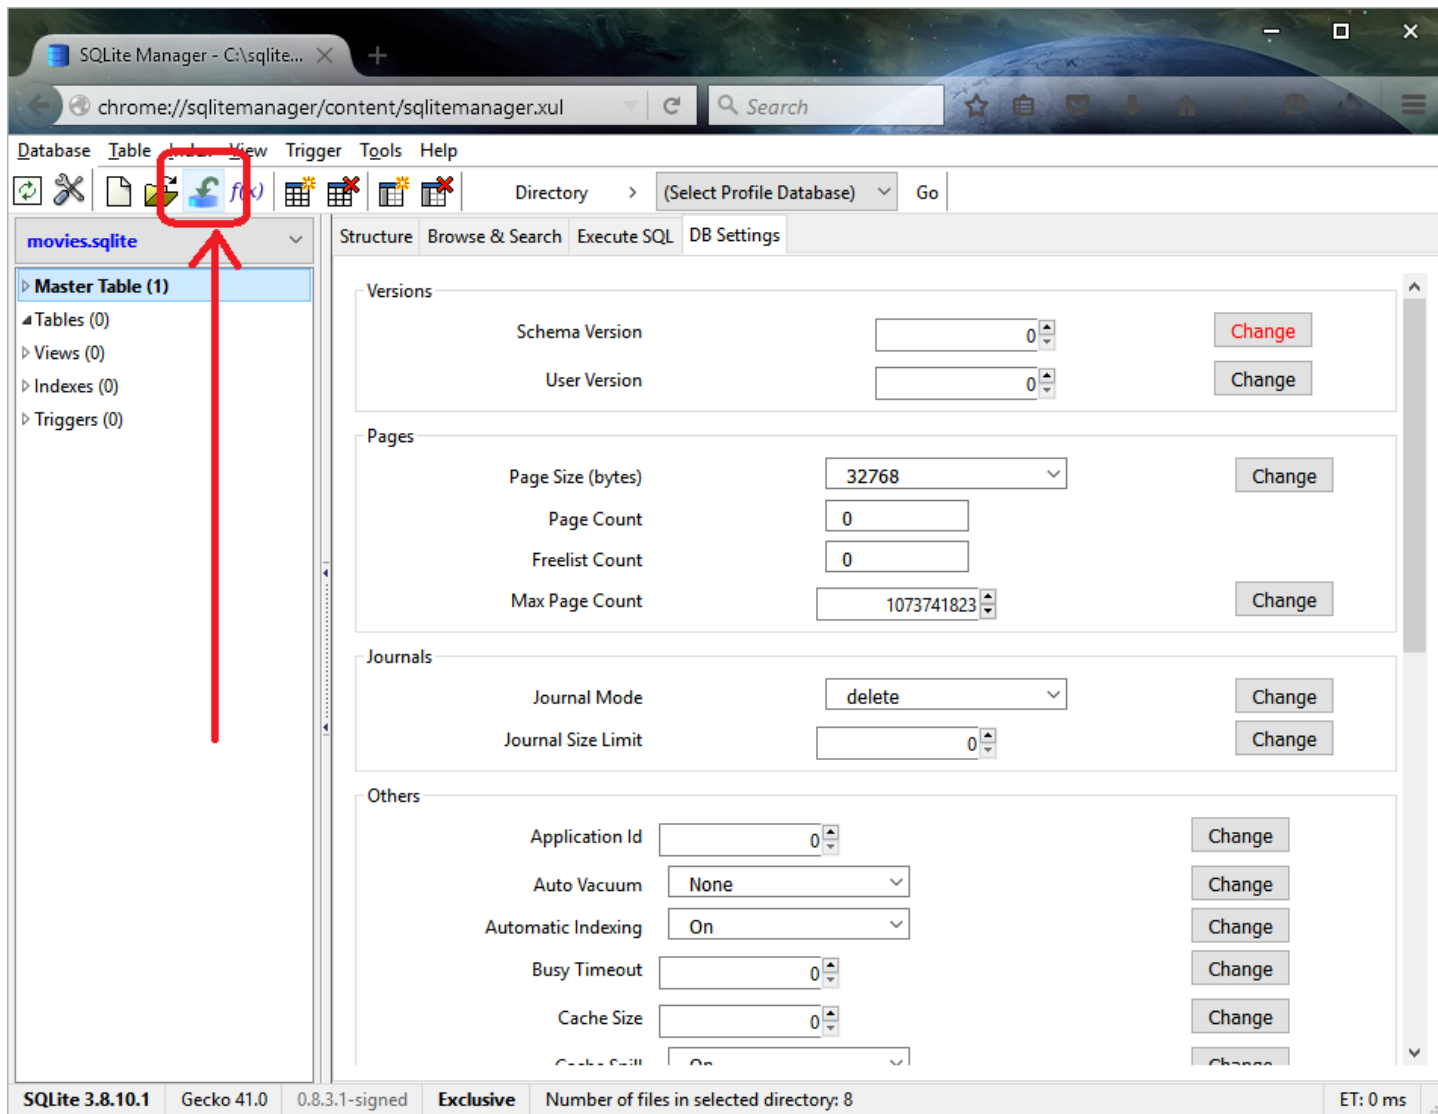 SQLite Manager - C:\sqlite...
chrome://sqlitemanager/content/sqlitemanager.xul
Search
Database Table Index View Trigger Tools Help
f(x) Directory > (Select Profile Database) Go
movies.sqlite
Structure Browse & Search Execute SQL DB Settings
Master Table (1)
Tables (0)
Views (0)
Indexes (0)
Triggers (0)
Versions
Schema Version 0 Change
User Version 0 Change
Pages
Page Size (bytes) 32768 Change
Page Count 0
Freelist Count 0
Max Page Count 1073741823 Change
Journals
Journal Mode delete Change
Journal Size Limit 0 Change
Others
Application Id 0 Change
Auto Vacuum None Change
Automatic Indexing On Change
Busy Timeout 0 Change
Cache Size 0 Change
Cache Spill On Change
SQLite 3.8.10.1 Gecko 41.0 0.8.3.1-signed Exclusive Number of files in selected directory: 8 ET: 0 ms